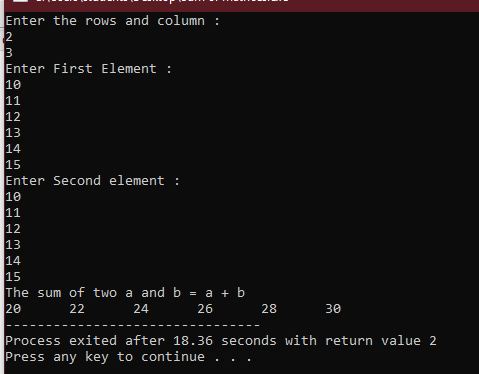 Enter the rows and column :
2
3
Enter First Element :
10
11
12
13
14
15
Enter Second element :
10
11
12
13
14
15
The sum of two a and b = a + b
20 22 24 26 28 30
--------------------------------
Process exited after 18.36 seconds with return value 2
Press any key to continue . . .